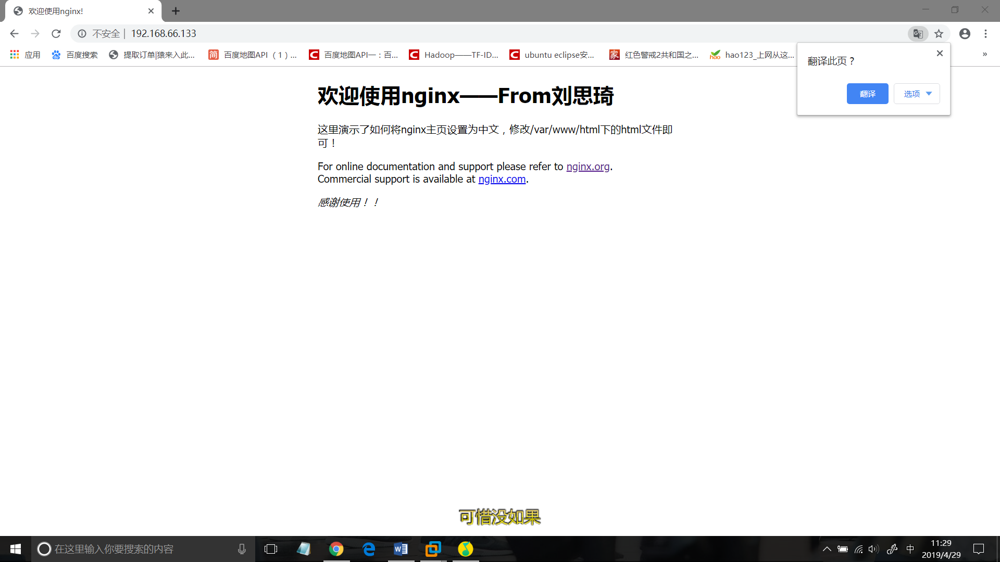 欢迎使用nginx!
不安全 | 192.168.66.133
应用 百度搜索 提取订单|猿来入此... 简 百度地图API（1）... C 百度地图API一：百... C Hadoop——TF-ID... C ubuntu eclipse安... 家 红色警戒2共和国之... hao hao123_上网从这... »
翻译此页？
翻译 选项
欢迎使用nginx——From刘思琦
这里演示了如何将nginx主页设置为中文，修改/var/www/html下的html文件即
可！
For online documentation and support please refer to nginx.org.
Commercial support is available at nginx.com.
感谢使用！！
可惜没如果
在这里输入你要搜索的内容
中
11:29
2019/4/29